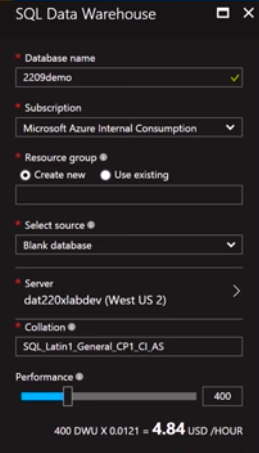 SQL Data Warehouse
* Database name
2209demo
* Subscription
Microsoft Azure Internal Consumption
* Resource group
Create new Use existing
* Select source
Blank database
* Server
dat220xlabdev (West US 2)
* Collation
SQL_Latin1_General_CP1_CI_AS
Performance
400
400 DWU X 0.0121 = 4.84 USD /HOUR